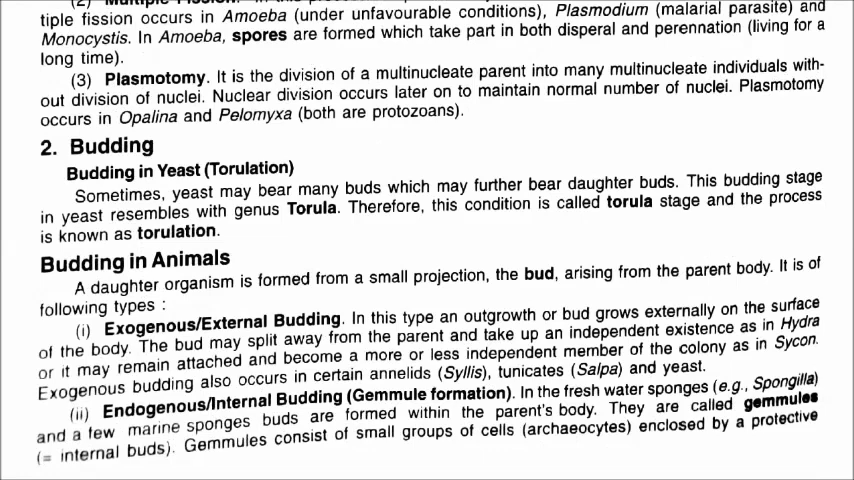 (2) Multiple Fission. In this
tiple fission occurs in Amoeba (under unfavourable conditions), Plasmodium (malarial parasite) and
Monocystis. In Amoeba, spores are formed which take part in both disperal and perennation (living for a
long time).
(3) Plasmotomy. It is the division of a multinucleate parent into many multinucleate individuals with-
out division of nuclei. Nuclear division occurs later on to maintain normal number of nuclei. Plasmotomy
occurs in Opalina and Pelomyxa (both are protozoans).
2. Budding
Budding in Yeast (Torulation)
Sometimes, yeast may bear many buds which may further bear daughter buds. This budding stage
in yeast resembles with genus Torula. Therefore, this condition is called torula stage and the process
is known as torulation.
Budding in Animals
A daughter organism is formed from a small projection, the bud, arising from the parent body. It is of
following types :
(i) Exogenous/External Budding. In this type an outgrowth or bud grows externally on the surface
of the body. The bud may split away from the parent and take up an independent existence as in Hydra
or it may remain attached and become a more or less independent member of the colony as in Sycon.
Exogenous budding also occurs in certain annelids (Syllis), tunicates (Salpa) and yeast.
(ii) Endogenous/Internal Budding (Gemmule formation). In the fresh water sponges (e.g., Spongilla)
and a few marine sponges buds are formed within the parent's body. They are called gemmules
(= internal buds). Gemmules consist of small groups of cells (archaeocytes) enclosed by a protective